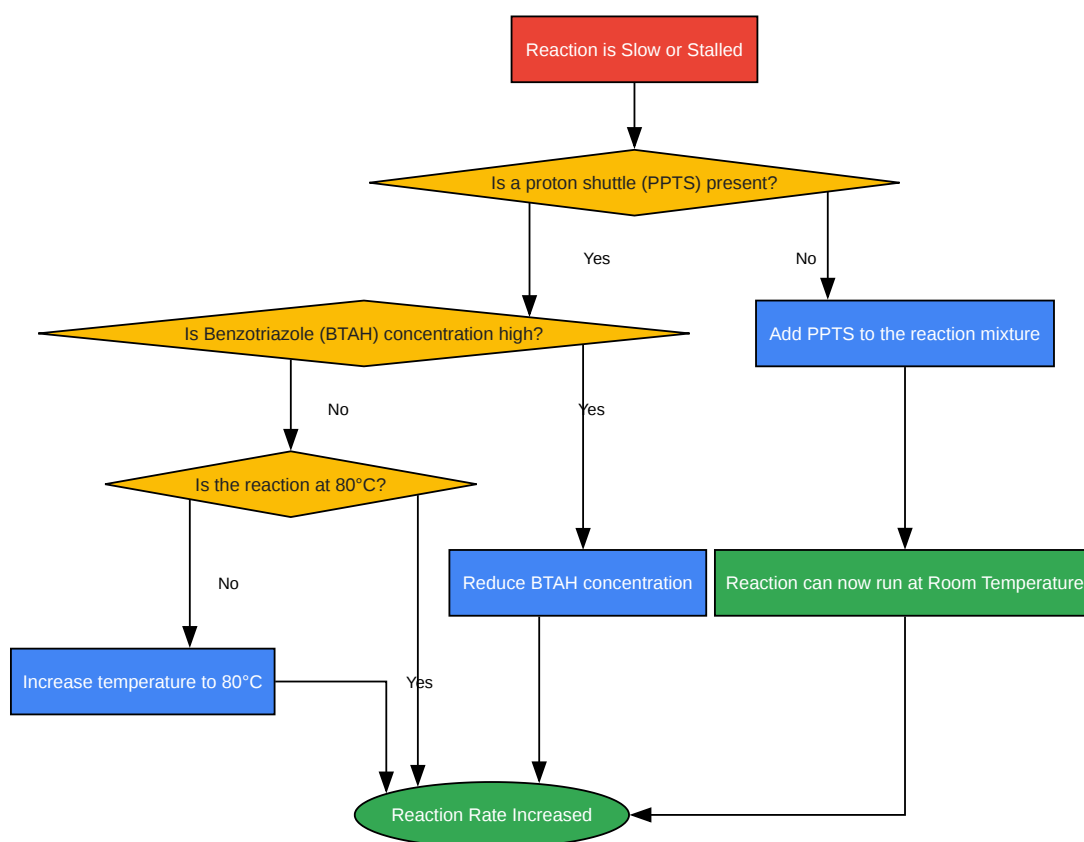 Reaction is Slow or Stalled
Is a proton shuttle (PPTS) present?
Yes
No
Is Benzotriazole (BTAH) concentration high?
Add PPTS to the reaction mixture
No
Yes
Is the reaction at 80°C?
No
Reduce BTAH concentration
Reaction can now run at Room Temperature
Increase temperature to 80°C
Yes
Reaction Rate Increased